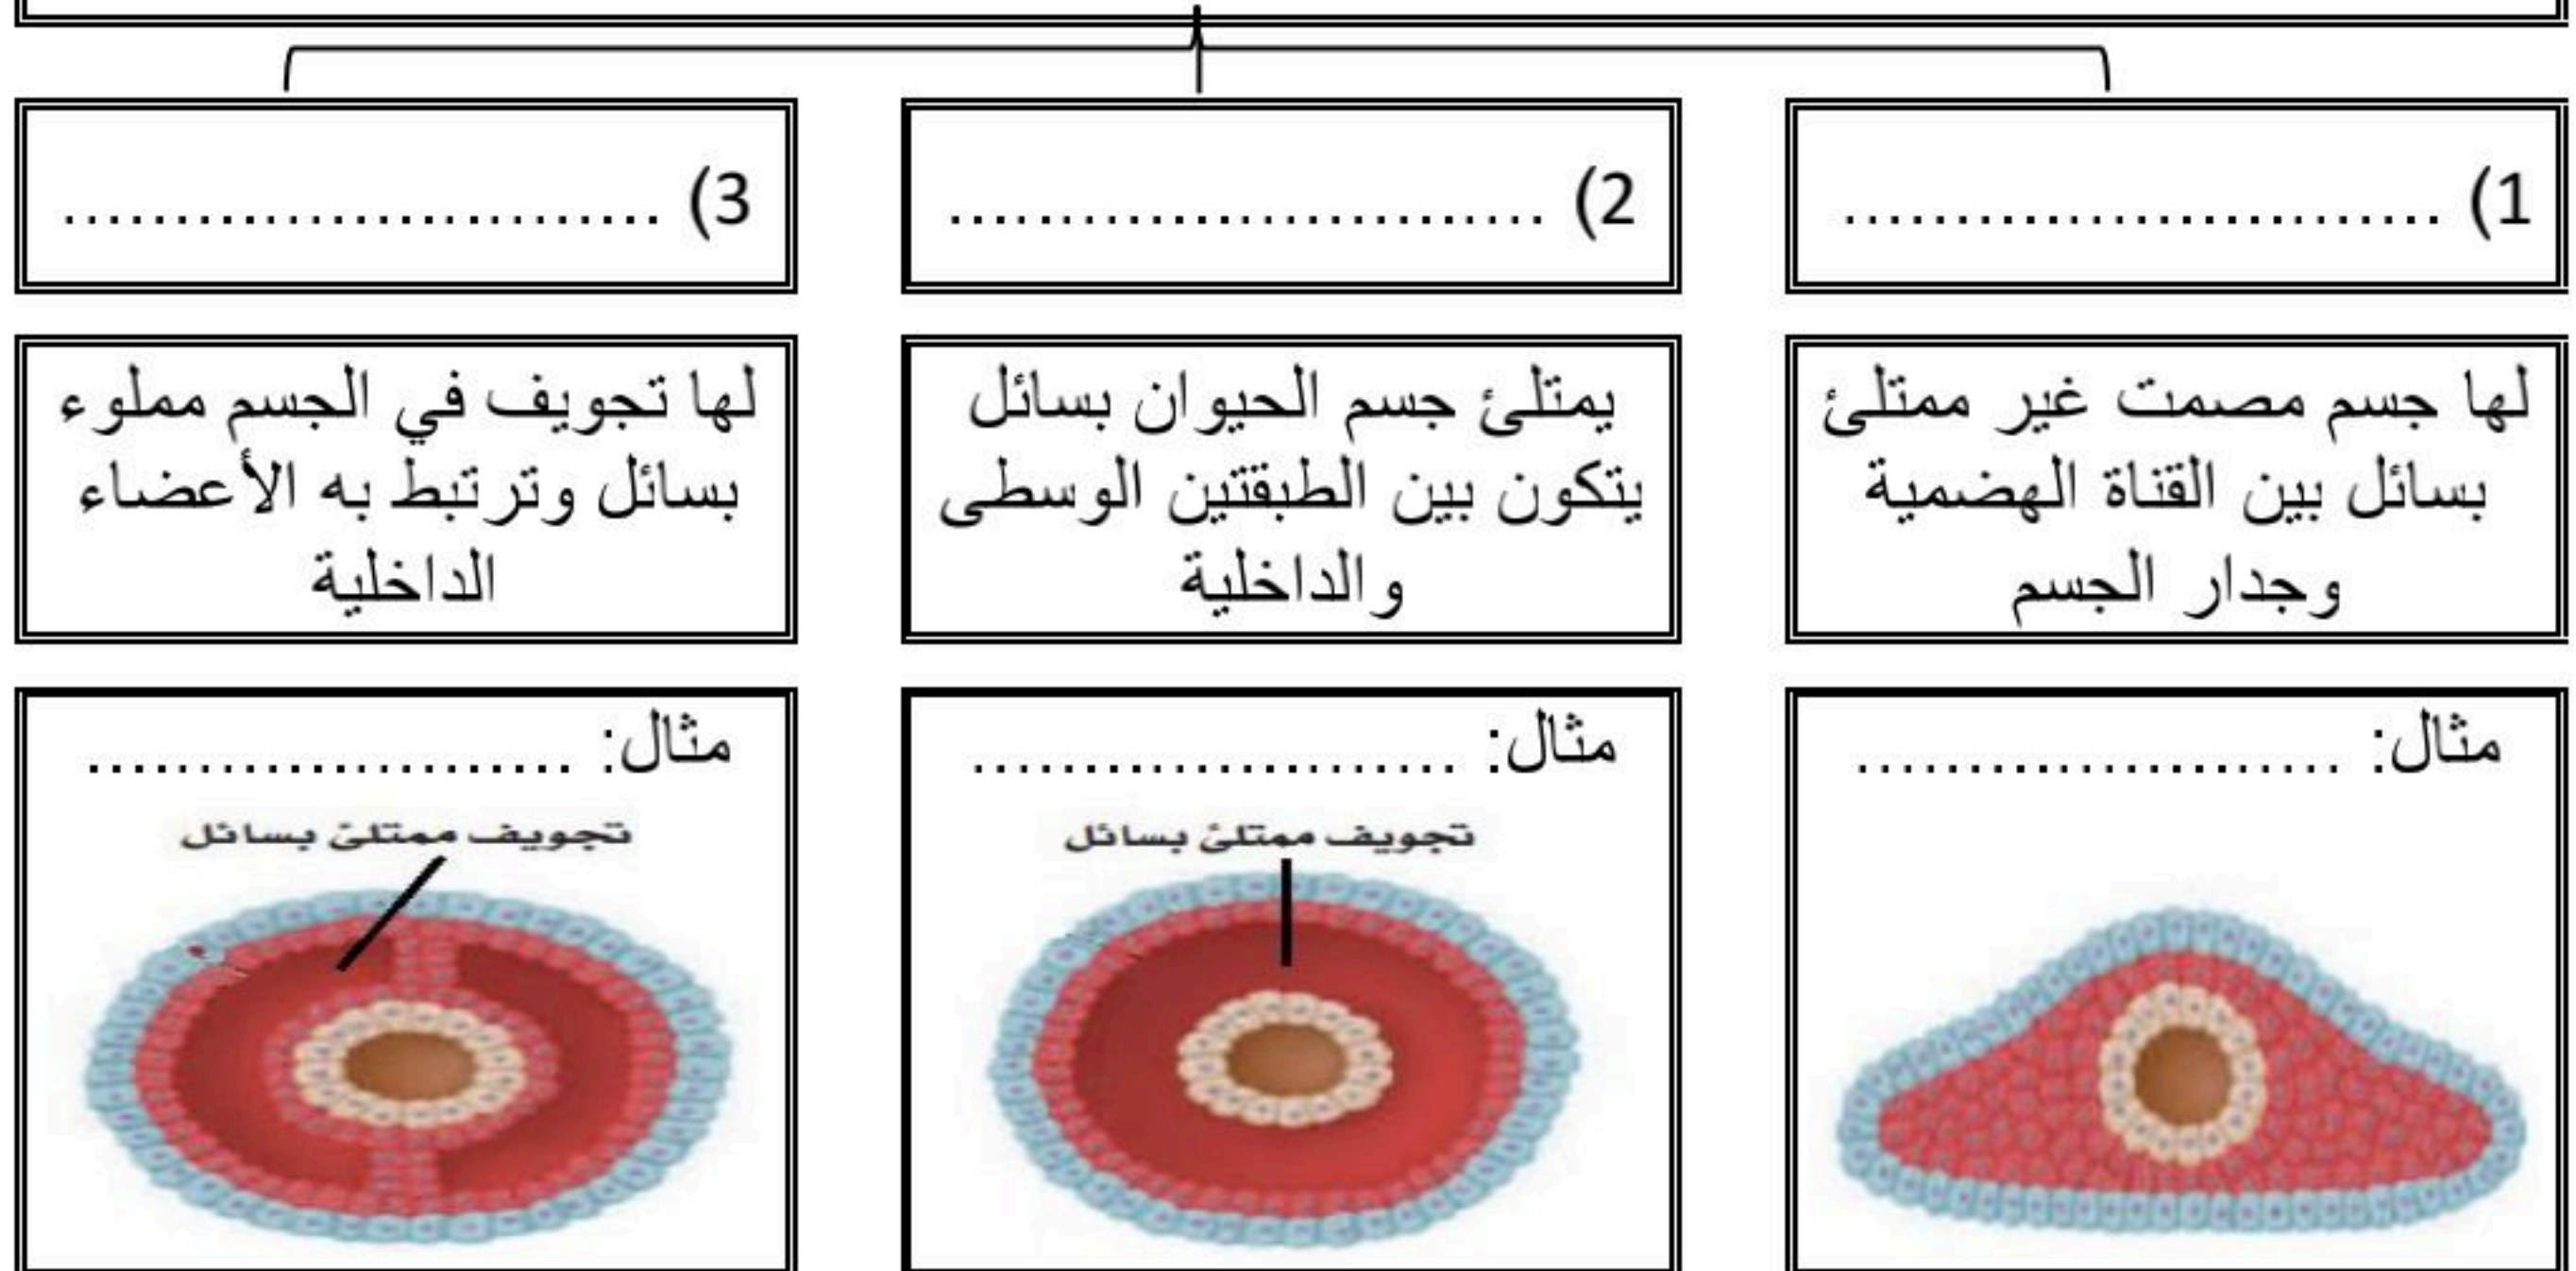 1) ...........................
2) ...........................
3) ...........................
لها جسم مصمت غير ممتلئ
بسائل بين القناة الهضمية
وجدار الجسم
يمتلئ جسم الحيوان بسائل
يتكون بين الطبقتين الوسطى
والداخلية
لها تجويف في الجسم مملوء
بسائل وترتبط به الأعضاء
الداخلية
مثال: ......................
مثال: ......................
تجويف ممتلئ بسائل
مثال: ......................
تجويف ممتلئ بسائل